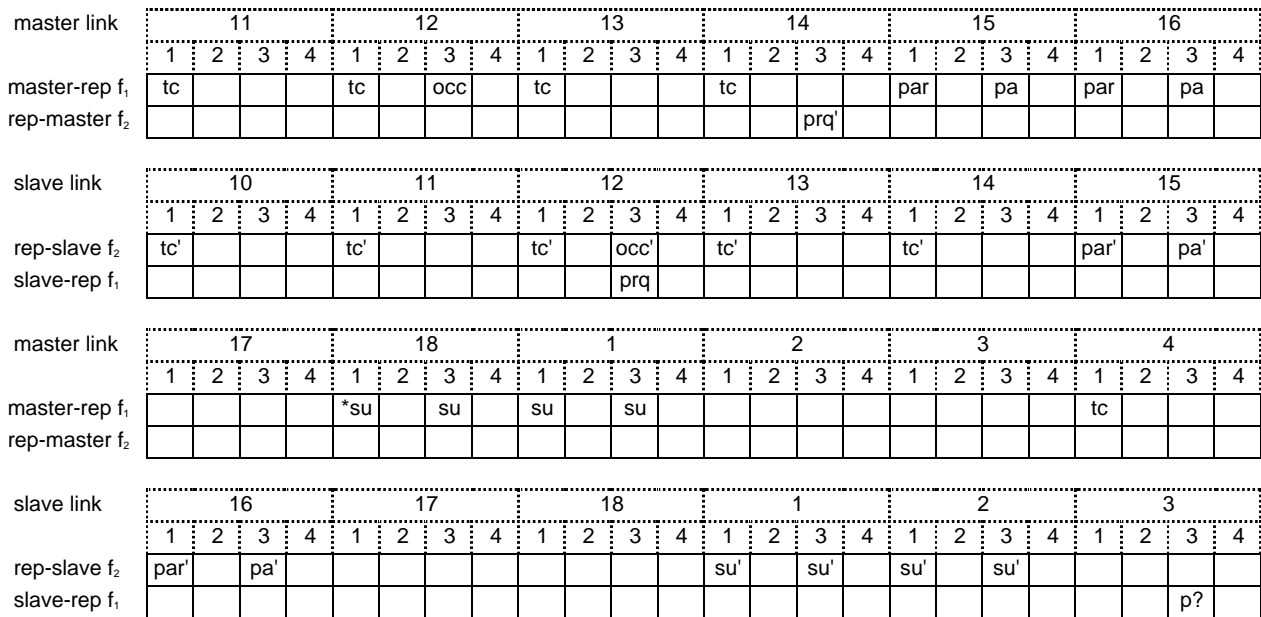 master link 11 12 13 14 15 16
1 2 3 4 1 2 3 4 1 2 3 4 1 2 3 4 1 2 3 4 1 2 3 4
master-rep f₁ tc tc occ tc tc par pa par pa
rep-master f₂ prq'
slave link 10 11 12 13 14 15
1 2 3 4 1 2 3 4 1 2 3 4 1 2 3 4 1 2 3 4 1 2 3 4
rep-slave f₂ tc' tc' tc' occ' tc' tc' par' pa'
slave-rep f₁ prq
master link 17 18 1 2 3 4
1 2 3 4 1 2 3 4 1 2 3 4 1 2 3 4 1 2 3 4 1 2 3 4
master-rep f₁ *su su su su tc
rep-master f₂
slave link 16 17 18 1 2 3
1 2 3 4 1 2 3 4 1 2 3 4 1 2 3 4 1 2 3 4 1 2 3 4
rep-slave f₂ par' pa' su' su' su' su'
slave-rep f₁ p?